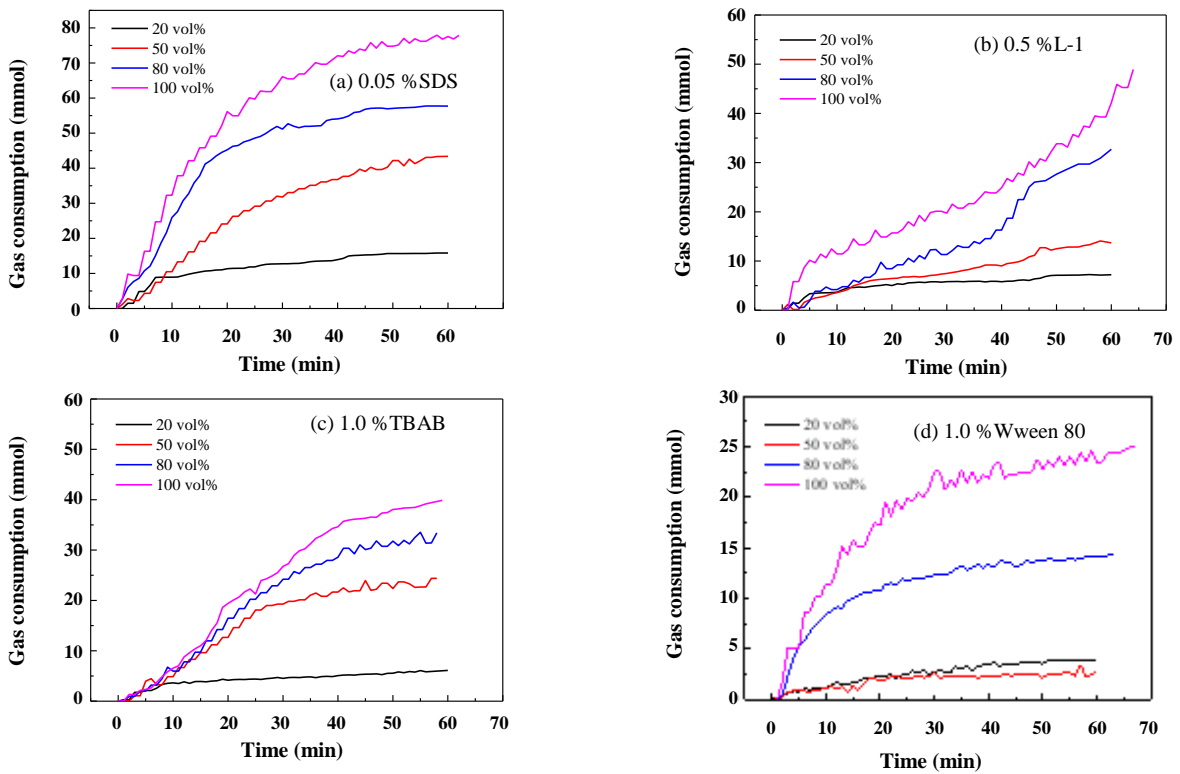 Gas consumption (mmol)
80
70
60
50
40
30
20
10
0
20 vol%
50 vol%
80 vol%
100 vol%
(a) 0.05 %SDS
0 10 20 30 40 50 60 70
Time (min)
Gas consumption (mmol)
60
50
40
30
20
10
0
20 vol%
50 vol%
80 vol%
100 vol%
(b) 0.5 %L-1
0 10 20 30 40 50 60 70
Time (min)
Gas consumption (mmol)
60
50
40
30
20
10
0
20 vol%
50 vol%
80 vol%
100 vol%
(c) 1.0 %TBAB
0 10 20 30 40 50 60 70
Time (min)
Gas consumption (mmol)
30
25
20
15
10
5
0
20 vol%
50 vol%
80 vol%
100 vol%
(d) 1.0 %Wween 80
0 10 20 30 40 50 60 70
Time (min)